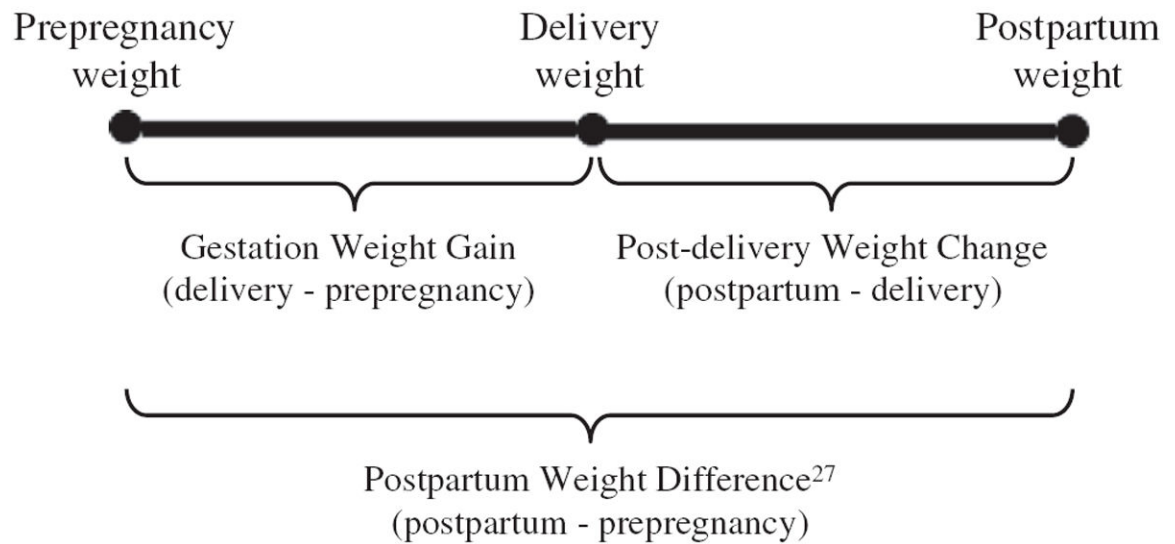 Prepregnancy
weight
Delivery
weight
Postpartum
weight
Gestation Weight Gain
(delivery - prepregnancy)
Post-delivery Weight Change
(postpartum - delivery)
Postpartum Weight Difference²⁷
(postpartum - prepregnancy)